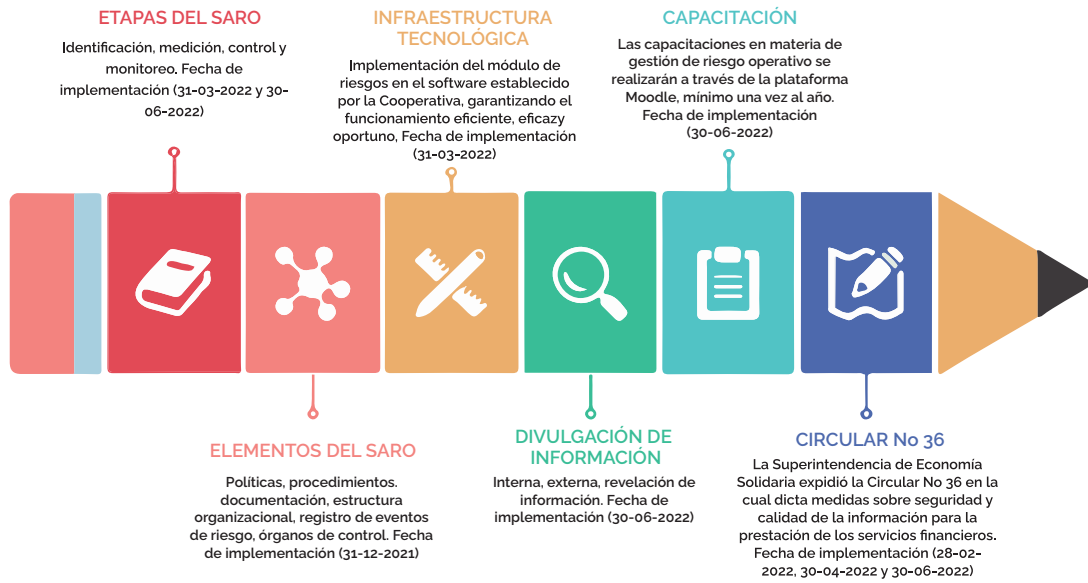 ETAPAS DEL SARO
Identificación, medición, control y
monitoreo. Fecha de
implementación (31-03-2022 y 30-
06-2022)
INFRAESTRUCTURA
TECNOLÓGICA
Implementación del módulo de
riesgos en el software establecido
por la Cooperativa, garantizando el
funcionamiento eficiente, eficazy
oportuno, Fecha de implementación
(31-03-2022)
CAPACITACIÓN
Las capacitaciones en materia de
gestión de riesgo operativo se
realizarán a través de la plataforma
Moodle, mínimo una vez al año.
Fecha de implementación
(30-06-2022)
ELEMENTOS DEL SARO
Políticas, procedimientos.
documentación, estructura
organizacional, registro de eventos
de riesgo, órganos de control. Fecha
de implementación (31-12-2021)
DIVULGACIÓN DE
INFORMACIÓN
Interna, externa, revelación de
información. Fecha de
implementación (30-06-2022)
CIRCULAR No 36
La Superintendencia de Economía
Solidaria expidió la Circular No 36 en la
cual dicta medidas sobre seguridad y
calidad de la información para la
prestación de los servicios financieros.
Fecha de implementación (28-02-
2022, 30-04-2022 y 30-06-2022)